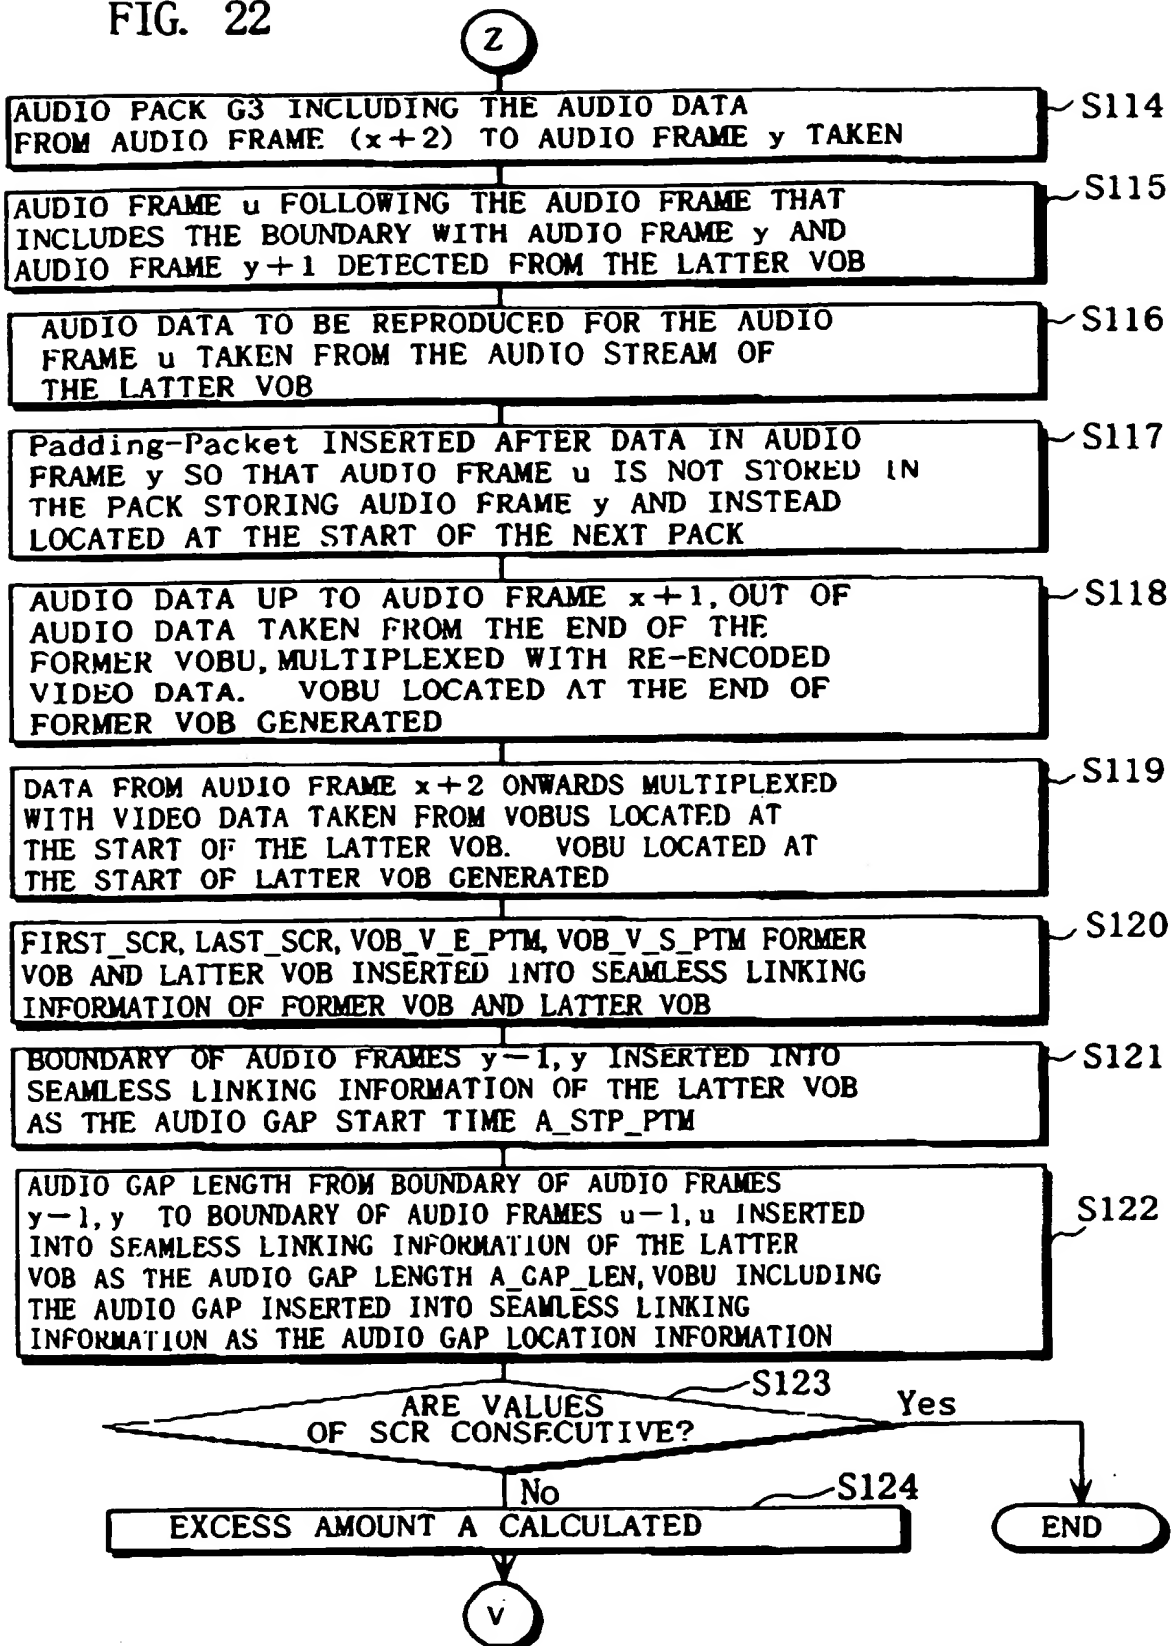 FIG. 22
Z
AUDIO PACK G3 INCLUDING THE AUDIO DATA
FROM AUDIO FRAME (x+2) TO AUDIO FRAME y TAKEN
S114
AUDIO FRAME u FOLLOWING THE AUDIO FRAME THAT
INCLUDES THE BOUNDARY WITH AUDIO FRAME y AND
AUDIO FRAME y+1 DETECTED FROM THE LATTER VOB
S115
AUDIO DATA TO BE REPRODUCED FOR THE AUDIO
FRAME u TAKEN FROM THE AUDIO STREAM OF
THE LATTER VOB
S116
Padding-Packet INSERTED AFTER DATA IN AUDIO
FRAME y SO THAT AUDIO FRAME u IS NOT STORED IN
THE PACK STORING AUDIO FRAME y AND INSTEAD
LOCATED AT THE START OF THE NEXT PACK
S117
AUDIO DATA UP TO AUDIO FRAME x+1, OUT OF
AUDIO DATA TAKEN FROM THE END OF THE
FORMER VOBU, MULTIPLEXED WITH RE-ENCODED
VIDEO DATA. VOBU LOCATED AT THE END OF
FORMER VOB GENERATED
S118
DATA FROM AUDIO FRAME x+2 ONWARDS MULTIPLEXED
WITH VIDEO DATA TAKEN FROM VOBUS LOCATED AT
THE START OF THE LATTER VOB. VOBU LOCATED AT
THE START OF LATTER VOB GENERATED
S119
FIRST_SCR, LAST_SCR, VOB_V_E_PTM, VOB_V_S_PTM FORMER
VOB AND LATTER VOB INSERTED INTO SEAMLESS LINKING
INFORMATION OF FORMER VOB AND LATTER VOB
S120
BOUNDARY OF AUDIO FRAMES y-1, y INSERTED INTO
SEAMLESS LINKING INFORMATION OF THE LATTER VOB
AS THE AUDIO GAP START TIME A_STP_PTM
S121
AUDIO GAP LENGTH FROM BOUNDARY OF AUDIO FRAMES
y-1, y TO BOUNDARY OF AUDIO FRAMES u-1, u INSERTED
INTO SEAMLESS LINKING INFORMATION OF THE LATTER
VOB AS THE AUDIO GAP LENGTH A_GAP_LEN, VOBU INCLUDING
THE AUDIO GAP INSERTED INTO SEAMLESS LINKING
INFORMATION AS THE AUDIO GAP LOCATION INFORMATION
S122
ARE VALUES
OF SCR CONSECUTIVE?
S123
Yes
No
EXCESS AMOUNT A CALCULATED
S124
END
V